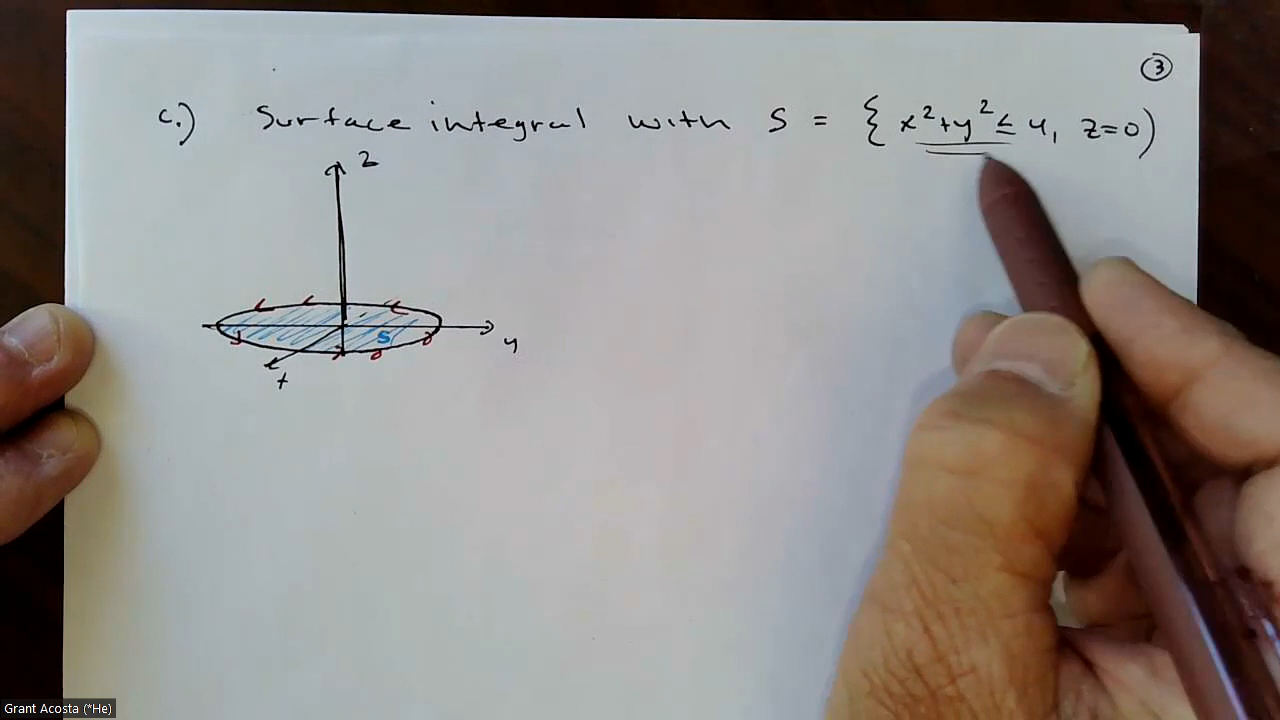 ③
c.) Surface integral with S = { x²+y² ≤ 4, z=0 )
z
S
y
x
Grant Acosta (*He)